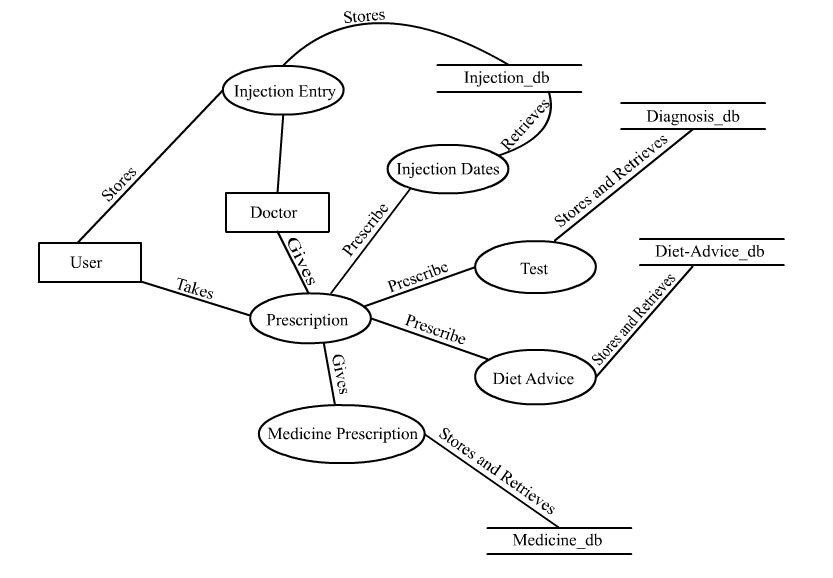 Stores
Injection Entry
Injection_db
Retrieves
Diagnosis_db
Stores
Injection Dates
Stores and Retrieves
Doctor
Prescribe
User
Gives
Prescribe
Test
Diet-Advice_db
Takes
Prescription
Prescribe
Stores and Retrieves
Gives
Diet Advice
Medicine Prescription
Stores and Retrieves
Medicine_db